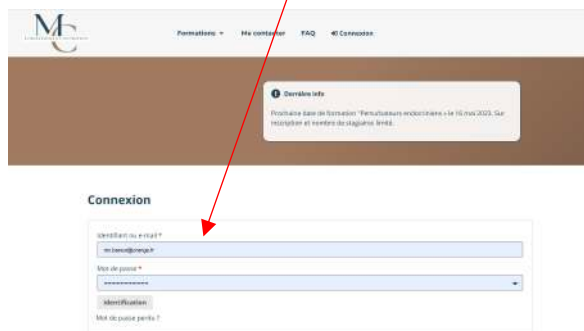 MC
Formations Me contacter FAQ Connexion
Dernière info
Prochaine date de formation "Perturbateurs endocriniens » le 16 mai 2023. Sur
inscription et nombre de stagiaires limité.
Connexion
Identifiant ou e-mail *
Mot de passe *
Identification
Mot de passe perdu ?